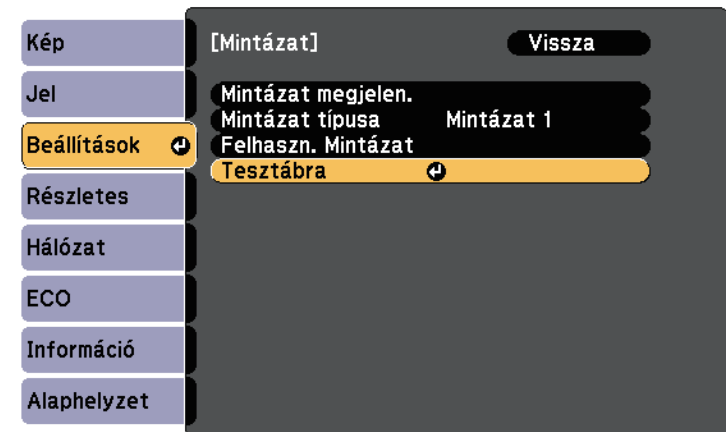 Kép
Jel
Beállítások
Részletes
Hálózat
ECO
Információ
Alaphelyzet
[Mintázat] Vissza
Mintázat megjelen.
Mintázat típusa Mintázat 1
Felhaszn. Mintázat
Tesztábra